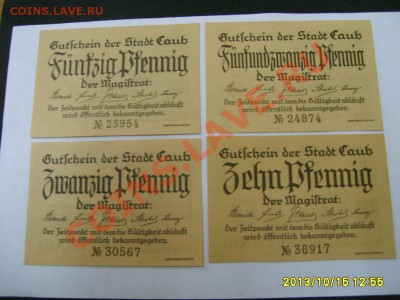 COINS.LAVE.RU
Gutschein der Stadt Caub
Fünfzig Pfennig
Der Magistrat:
Der Zeitpunkt mit dem die Gültigkeit abläuft
wird öffentlich bekanntgegeben.
№ 23954
Gutschein der Stadt Caub
Fünfundzwanzig Pfennig
Der Magistrat:
Der Zeitpunkt mit dem die Gültigkeit abläuft
wird öffentlich bekanntgegeben.
№ 24874
Gutschein der Stadt Caub
Zwanzig Pfennig
Der Magistrat:
Der Zeitpunkt mit dem die Gültigkeit abläuft
wird öffentlich bekanntgegeben.
№ 30567
Gutschein der Stadt Caub
Zehn Pfennig
Der Magistrat:
Der Zeitpunkt mit dem die Gültigkeit abläuft
wird öffentlich bekanntgegeben.
№ 36917
COINS.LAVE.RU
2013/10/15 12:55